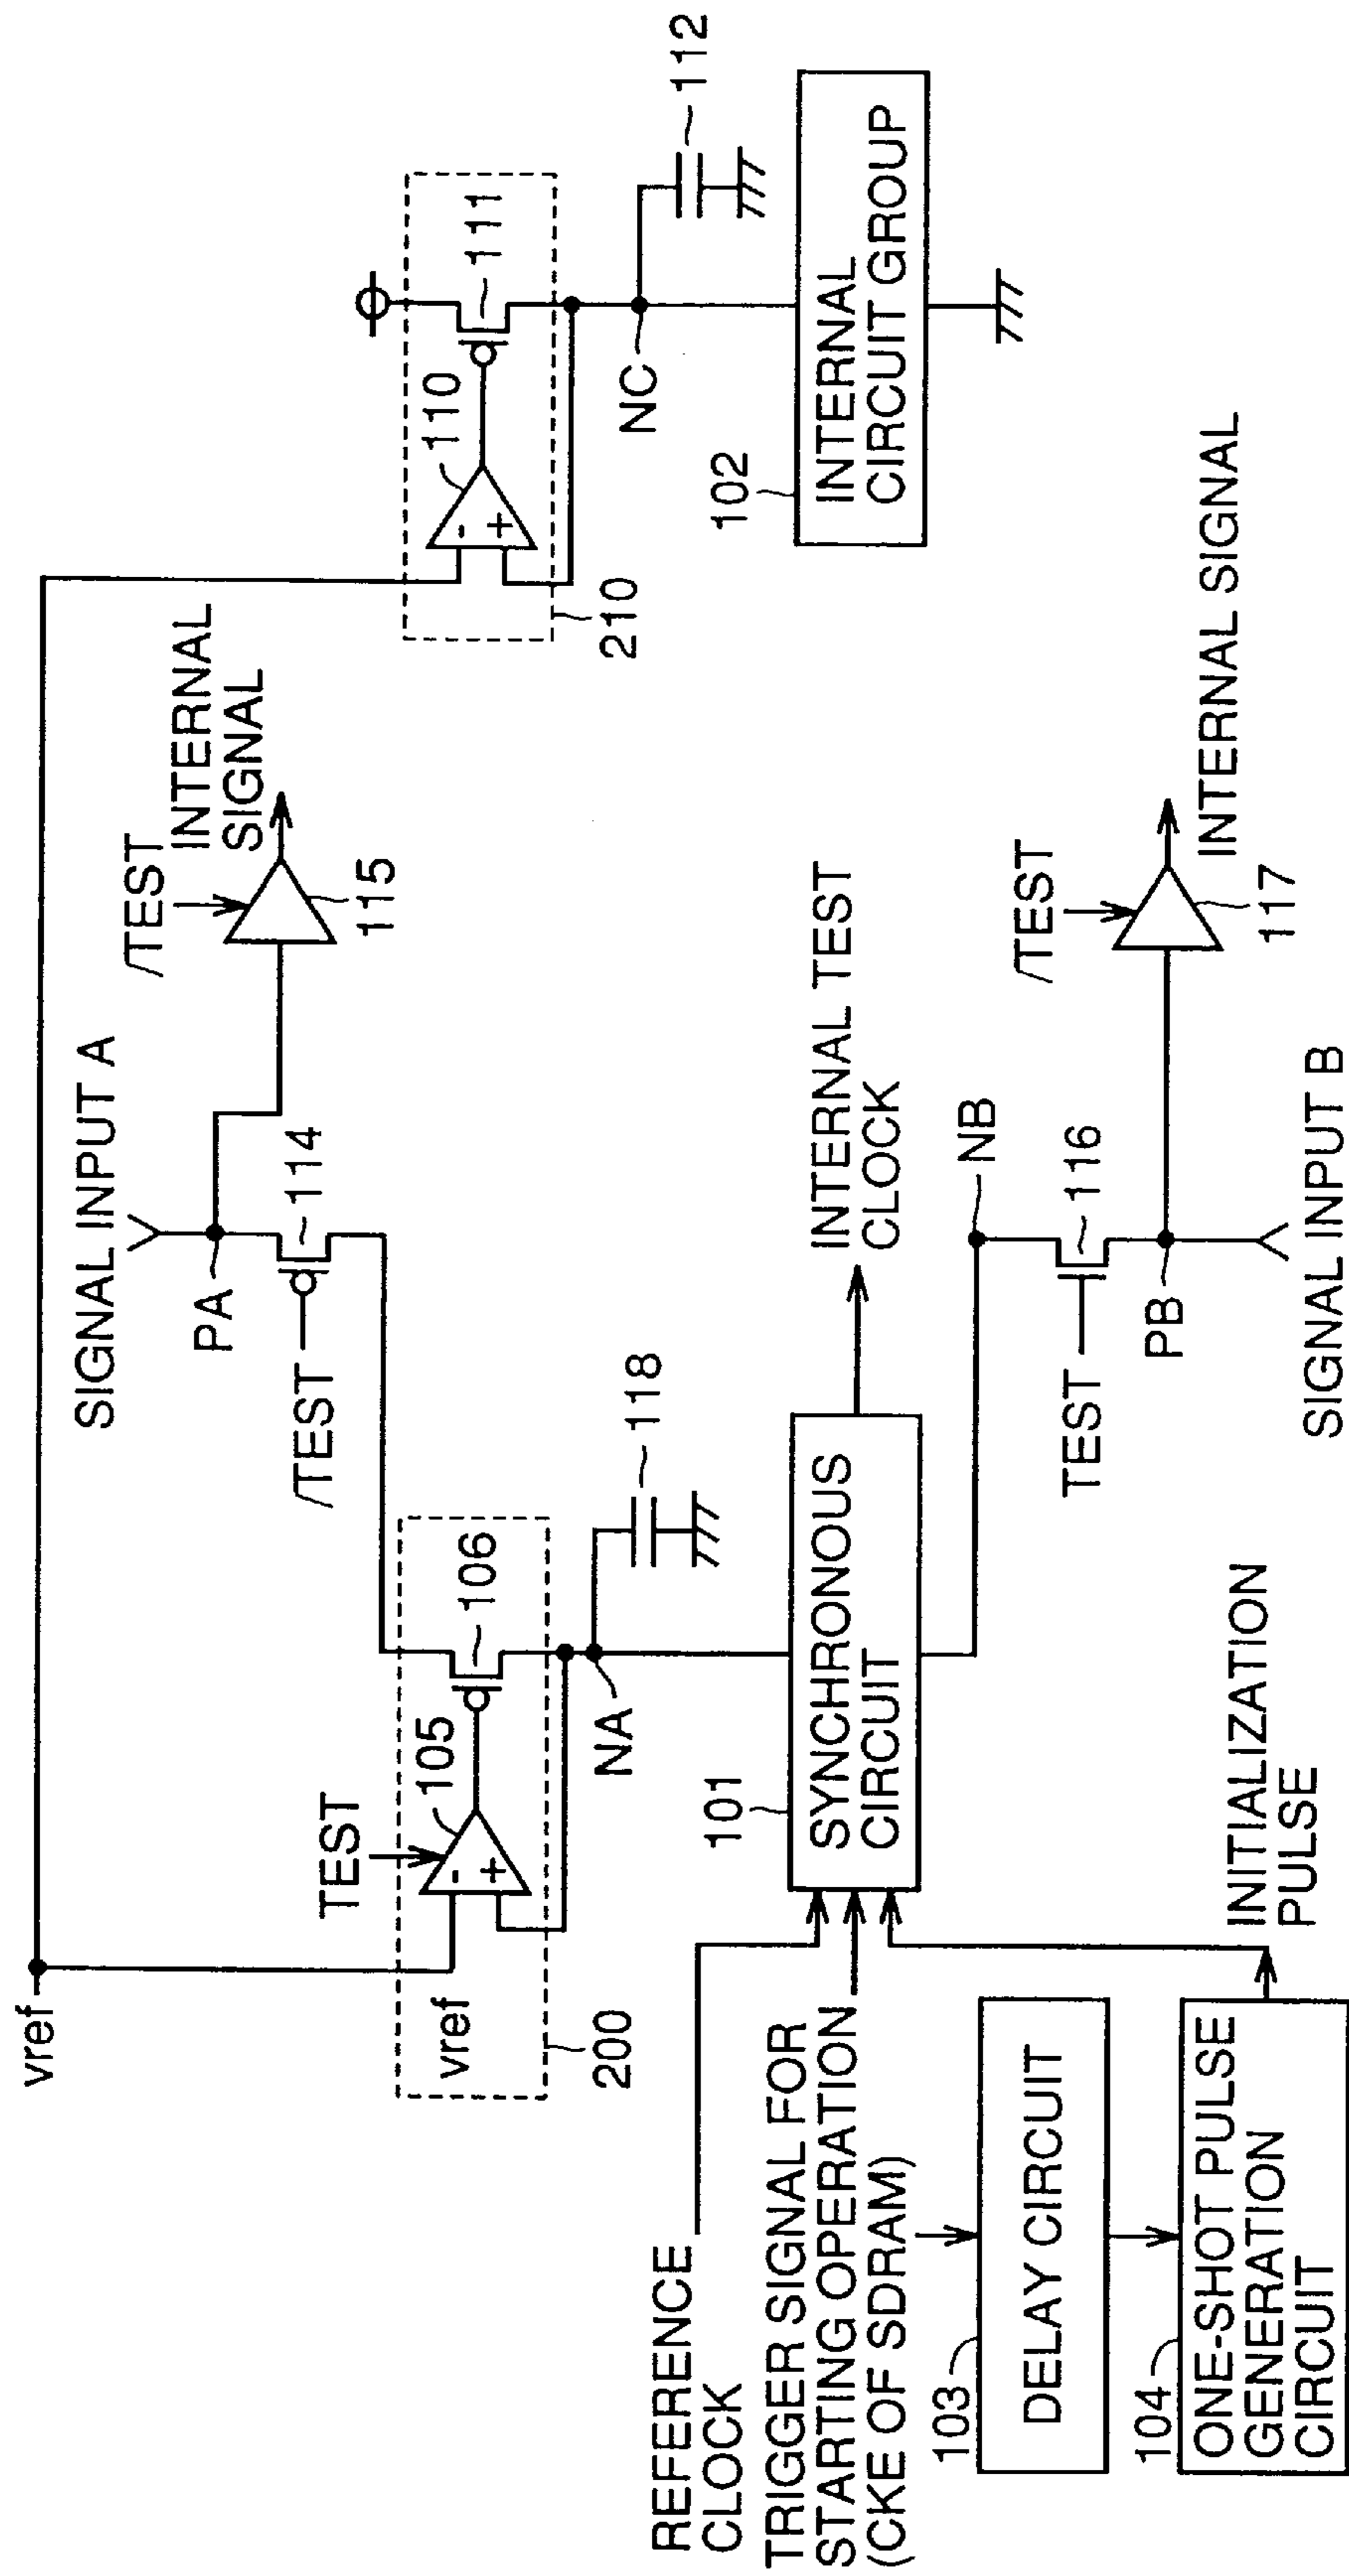 vref
SIGNAL INPUT A
/TEST
INTERNAL
SIGNAL
115
PA
114
/TEST
TEST
105
106
vref
200
NA
118
110
111
210
NC
112
102
INTERNAL
CIRCUIT GROUP
REFERENCE
CLOCK
TRIGGER SIGNAL FOR
STARTING OPERATION
(CKE OF SDRAM)
101
SYNCHRONOUS
CIRCUIT
INTERNAL TEST
CLOCK
NB
TEST
116
PB
SIGNAL INPUT B
/TEST
117
INTERNAL SIGNAL
103
DELAY CIRCUIT
104
ONE-SHOT PULSE
GENERATION
CIRCUIT
INITIALIZATION
PULSE